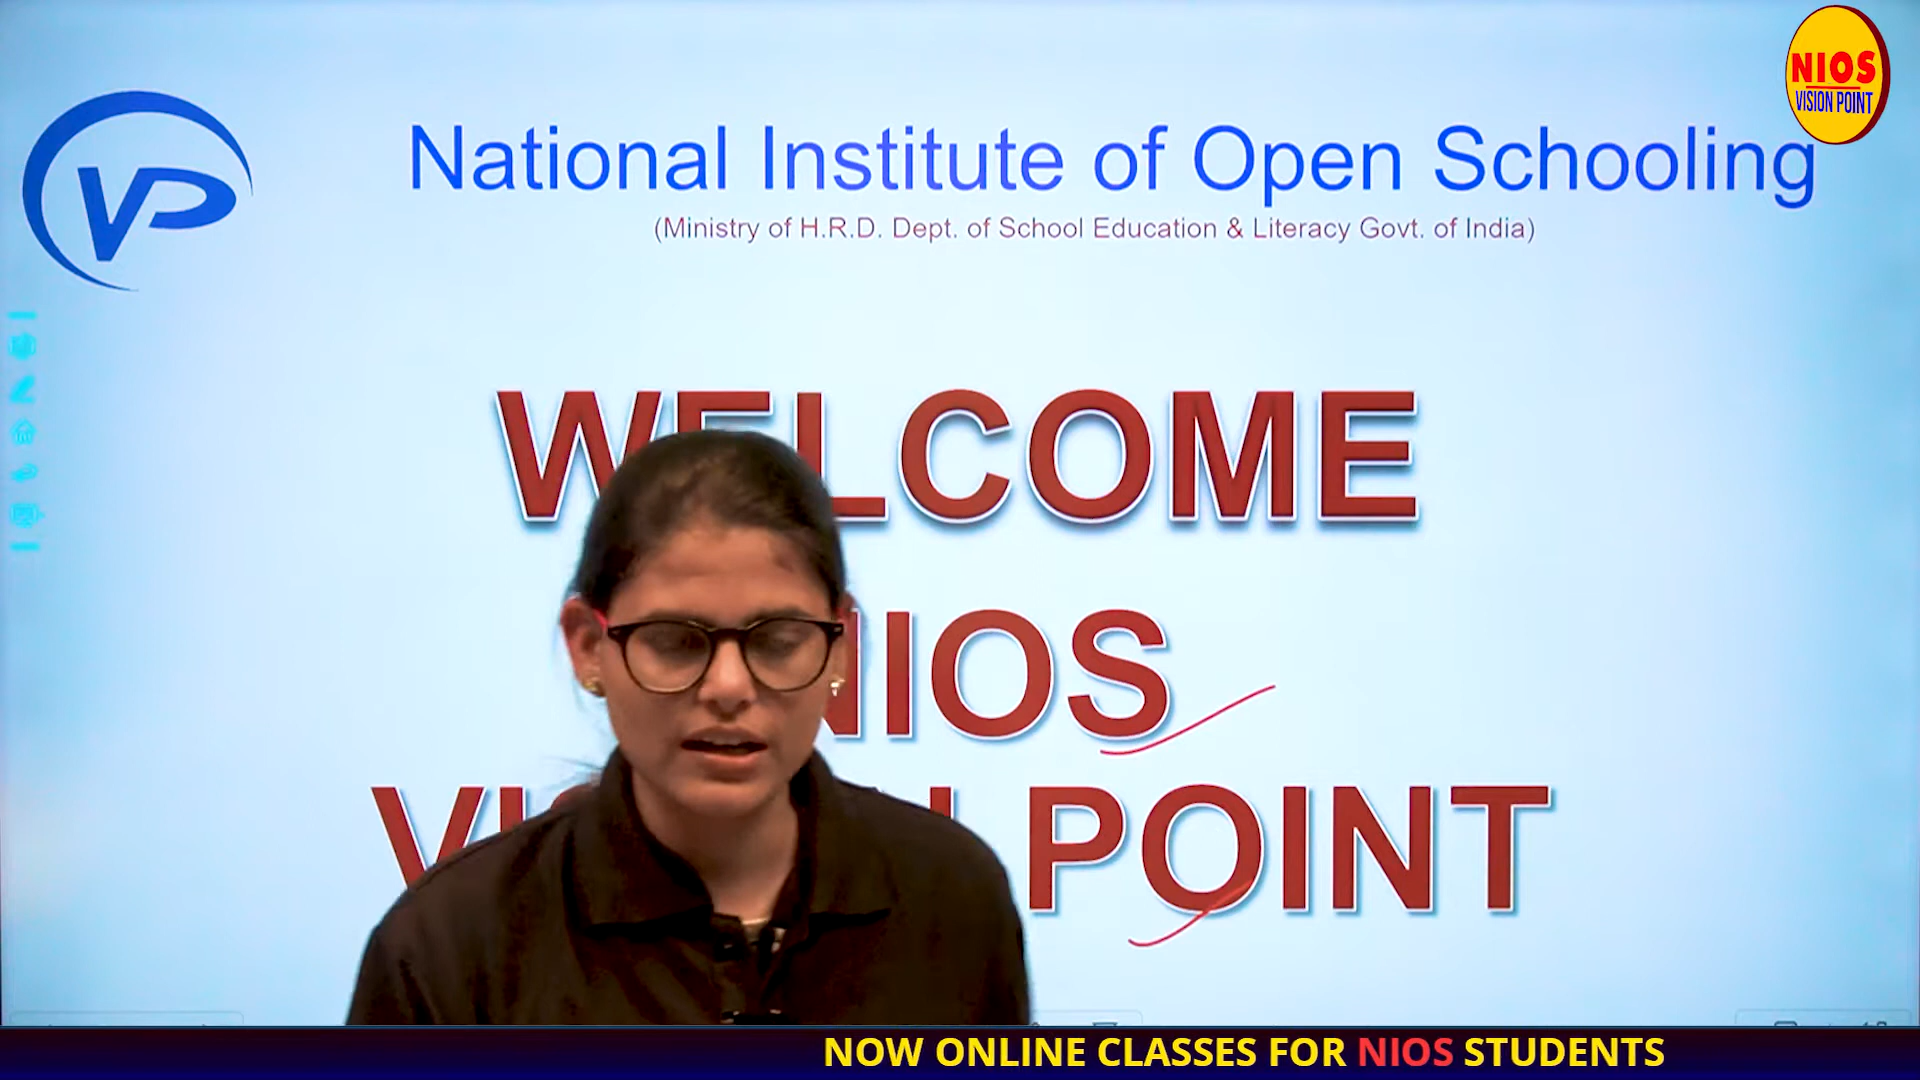 NIOS
VISION POINT
VP
National Institute of Open Schooling
(Ministry of H.R.D. Dept. of School Education & Literacy Govt. of India)
WELCOME
NIOS
VISION POINT
NOW ONLINE CLASSES FOR NIOS STUDENTS